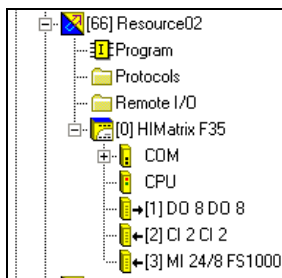 [66] Resource02
Program
Protocols
Remote I/O
[0] HIMatrix F35
COM
CPU
[1] DO 8 DO 8
[2] CI 2 CI 2
[3] MI 24/8 FS1000